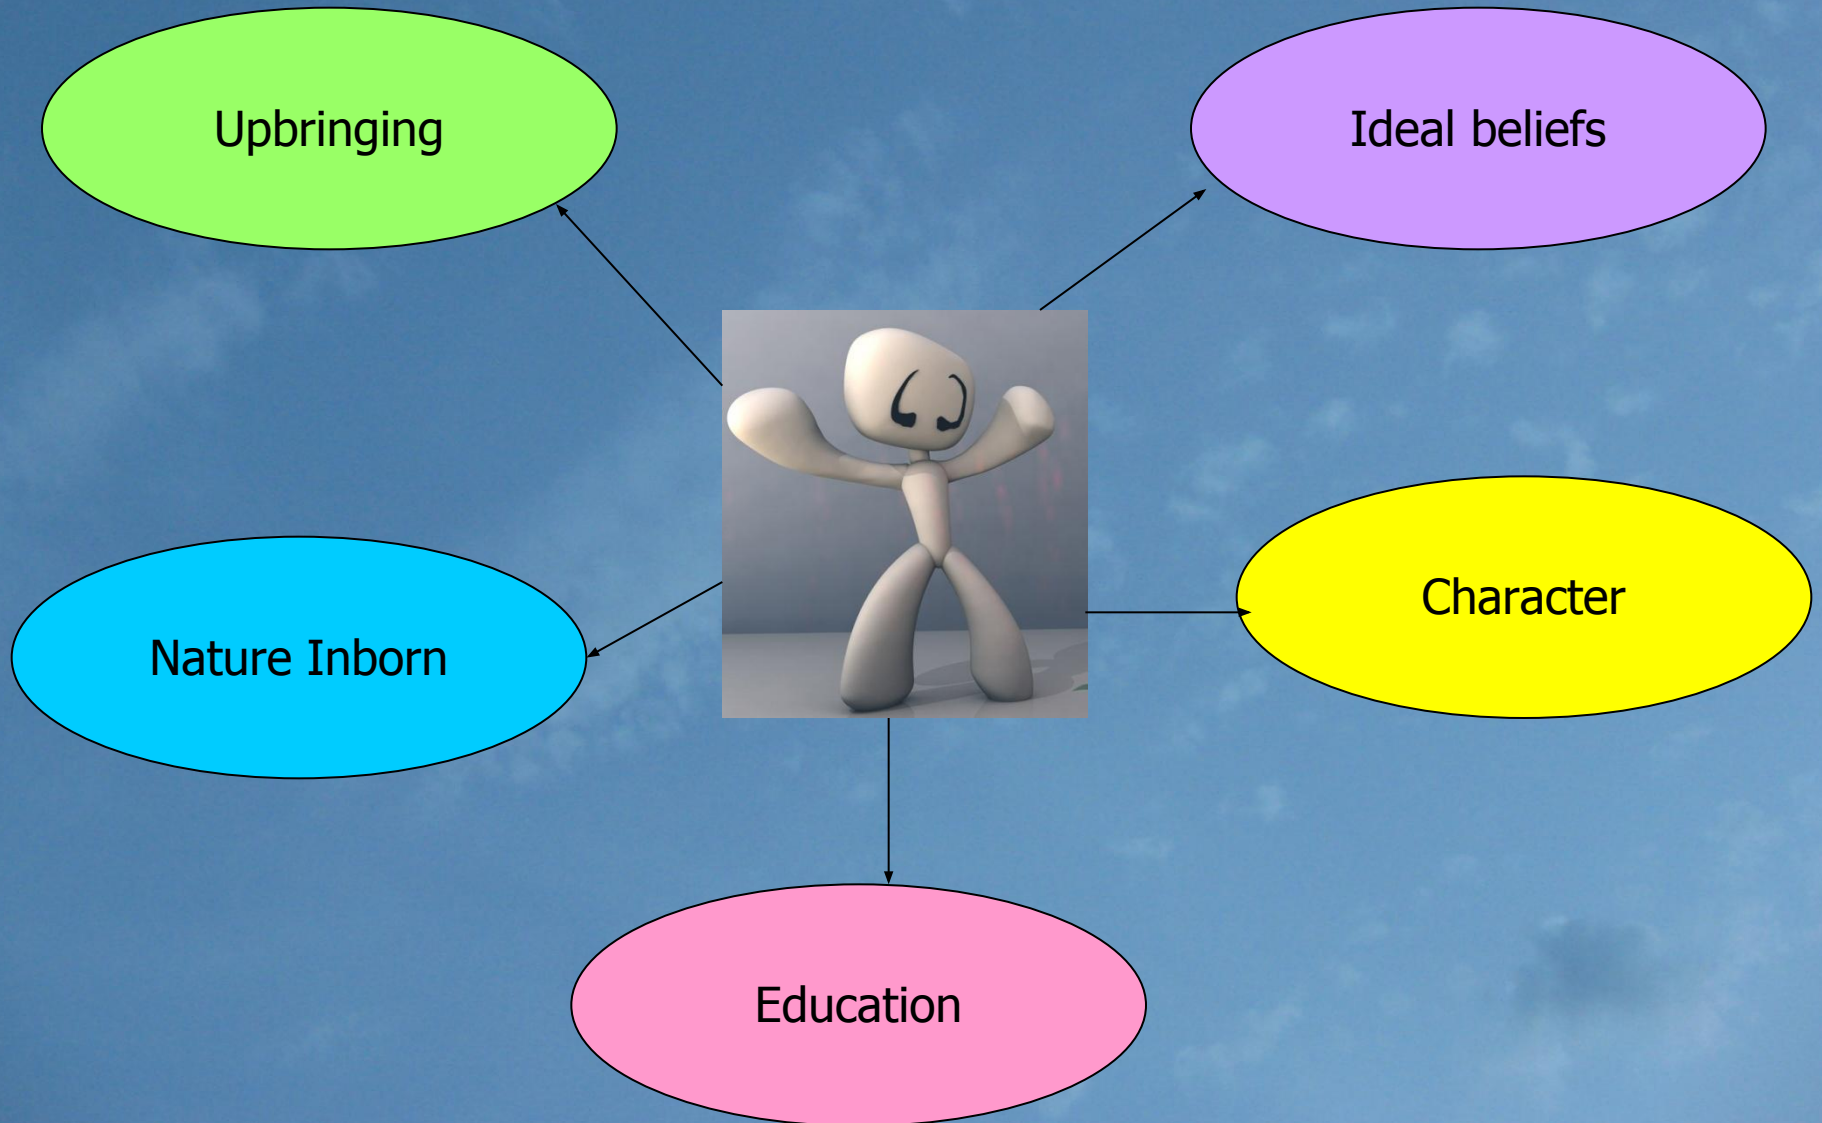 Upbringing
Ideal beliefs
Nature Inborn
Character
Education